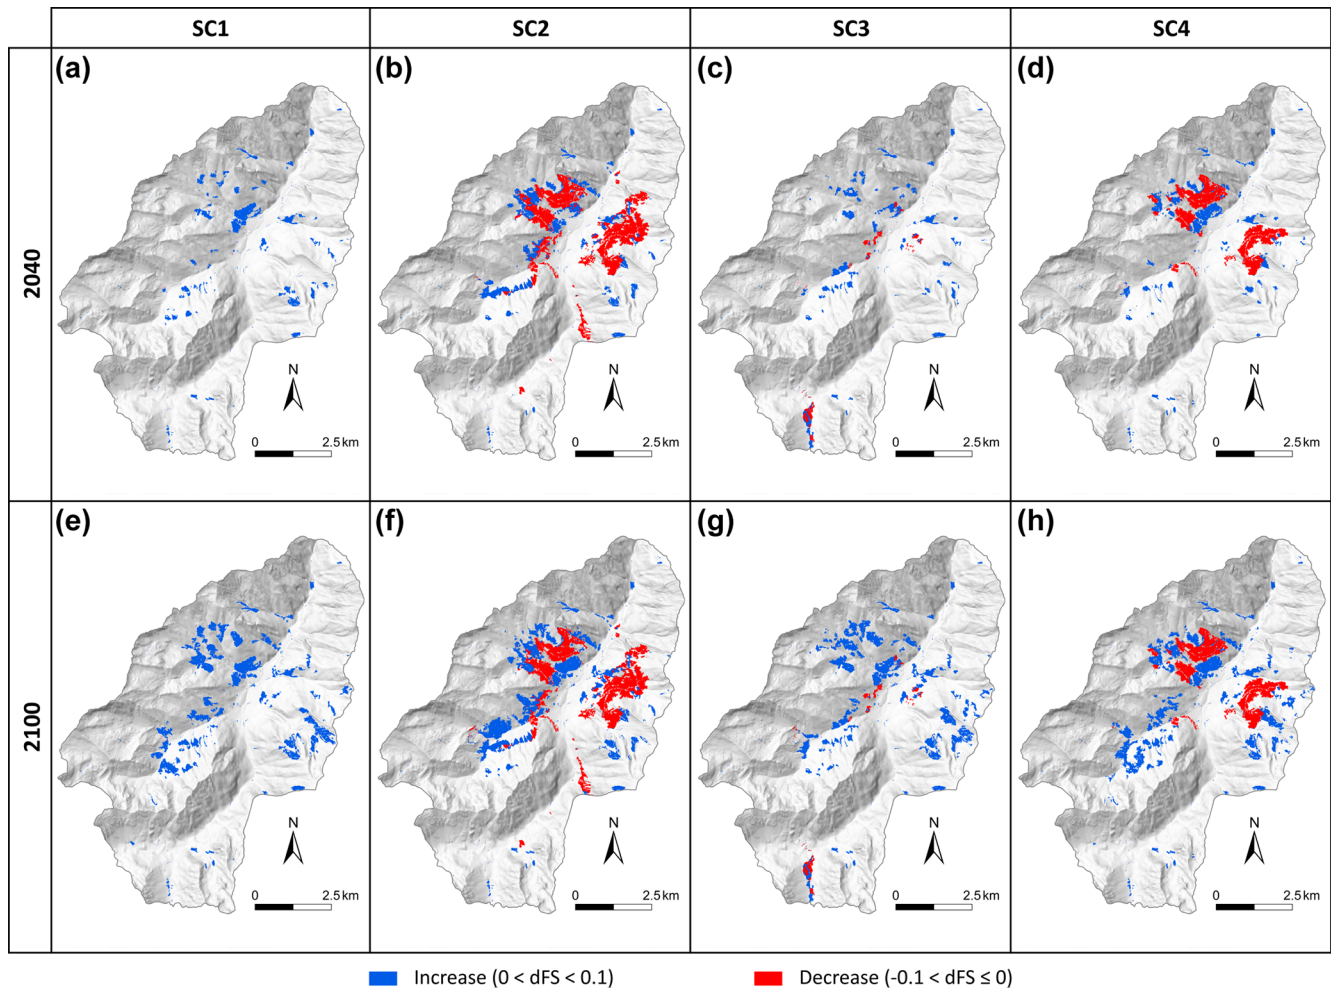 SC1 SC2 SC3 SC4
2040
(a) (b) (c) (d)
N N N N
0 2.5 km 0 2.5 km 0 2.5 km 0 2.5 km
2100
(e) (f) (g) (h)
N N N N
0 2.5 km 0 2.5 km 0 2.5 km 0 2.5 km
Increase (0 < dFS < 0.1) Decrease (-0.1 < dFS ≤ 0)